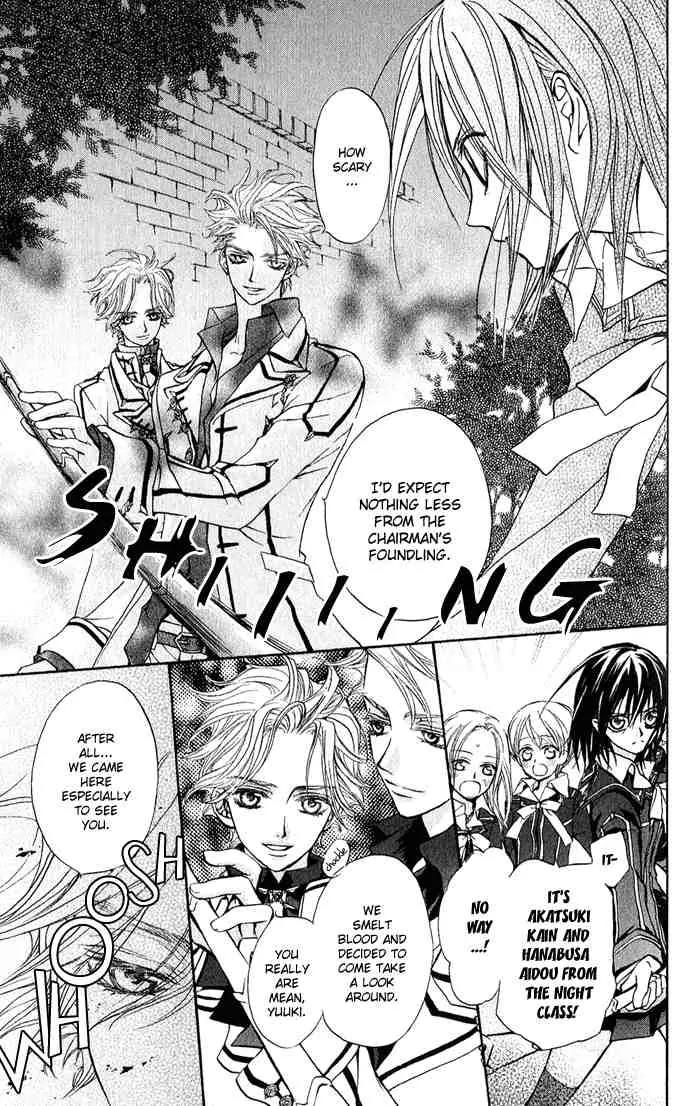 HOW
SCARY
...
I'D EXPECT
NOTHING LESS
FROM THE
CHAIRMAN'S
FOUNDLING.
SHIIIING
IT-
IT'S
AKATSUKI
KAIN AND
HANABUSA
AIDOU FROM
THE NIGHT
CLASS!
NO
WAY
...!
chuckle
WE
SMELT
BLOOD AND
DECIDED TO
COME TAKE
A LOOK
AROUND.
YOU
REALLY
ARE
MEAN,
YUUKI.
AFTER
ALL...
WE CAME
HERE
ESPECIALLY
TO SEE
YOU.
WHOOOSH